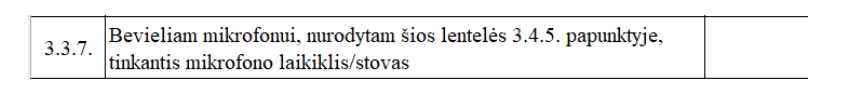 3.3.7.
Bevieliam mikrofonui, nurodytam šios lentelės 3.4.5. papunktyje,
tinkantis mikrofono laikiklis/stovas